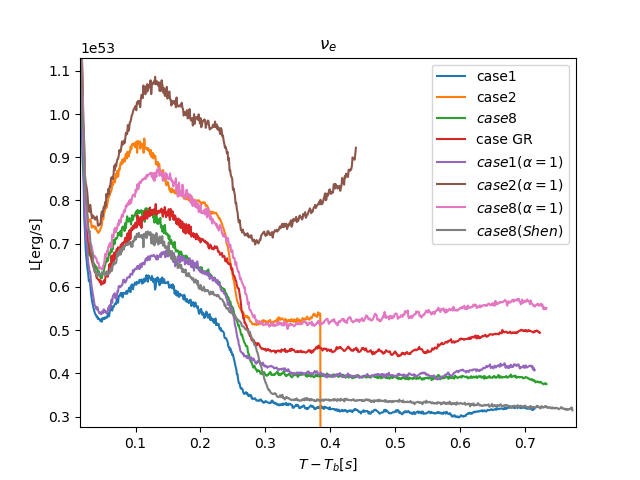 νe
1e53
L[erg/s]
1.1
1.0
0.9
0.8
0.7
0.6
0.5
0.4
0.3
case1
case2
case8
case GR
case1(α = 1)
case2(α = 1)
case8(α = 1)
case8(Shen)
0.1 0.2 0.3 0.4 0.5 0.6 0.7
T − Tb[s]